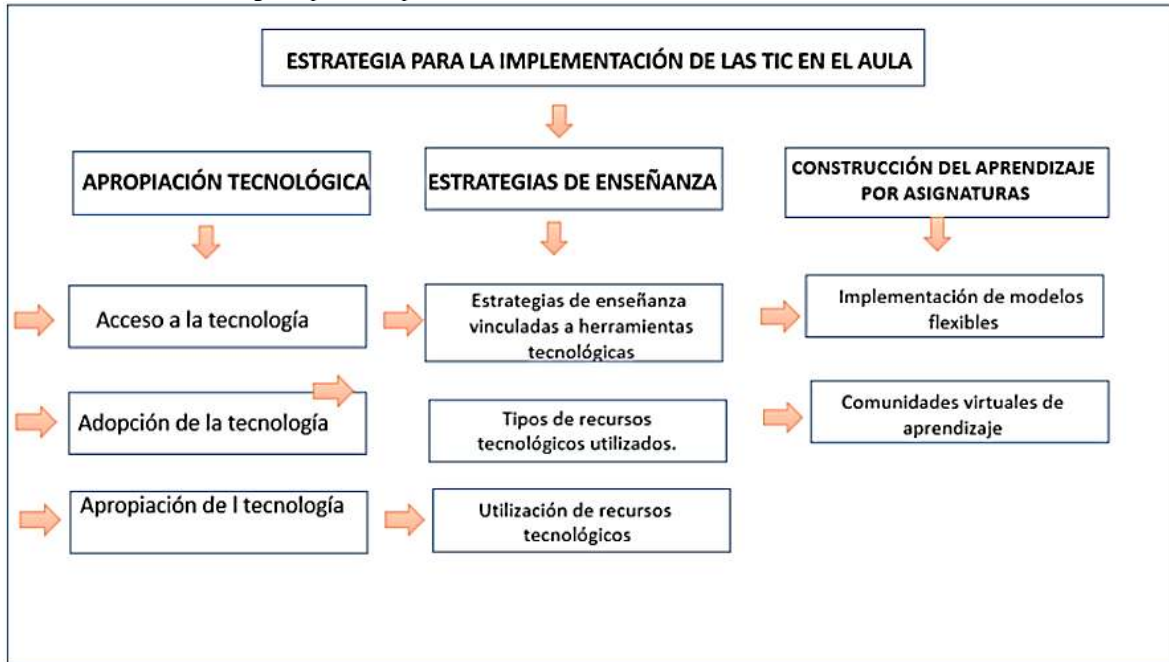 ESTRATEGIA PARA LA IMPLEMENTACIÓN DE LAS TIC EN EL AULA
APROPIACIÓN TECNOLÓGICA
ESTRATEGIAS DE ENSEÑANZA
CONSTRUCCIÓN DEL APRENDIZAJE
POR ASIGNATURAS
Acceso a la tecnología
Estrategias de enseñanza
vinculadas a herramientas
tecnológicas
Implementación de modelos
flexibles
Adopción de la tecnología
Tipos de recursos
tecnológicos utilizados.
Comunidades virtuales de
aprendizaje
Apropiación de l tecnología
Utilización de recursos
tecnológicos